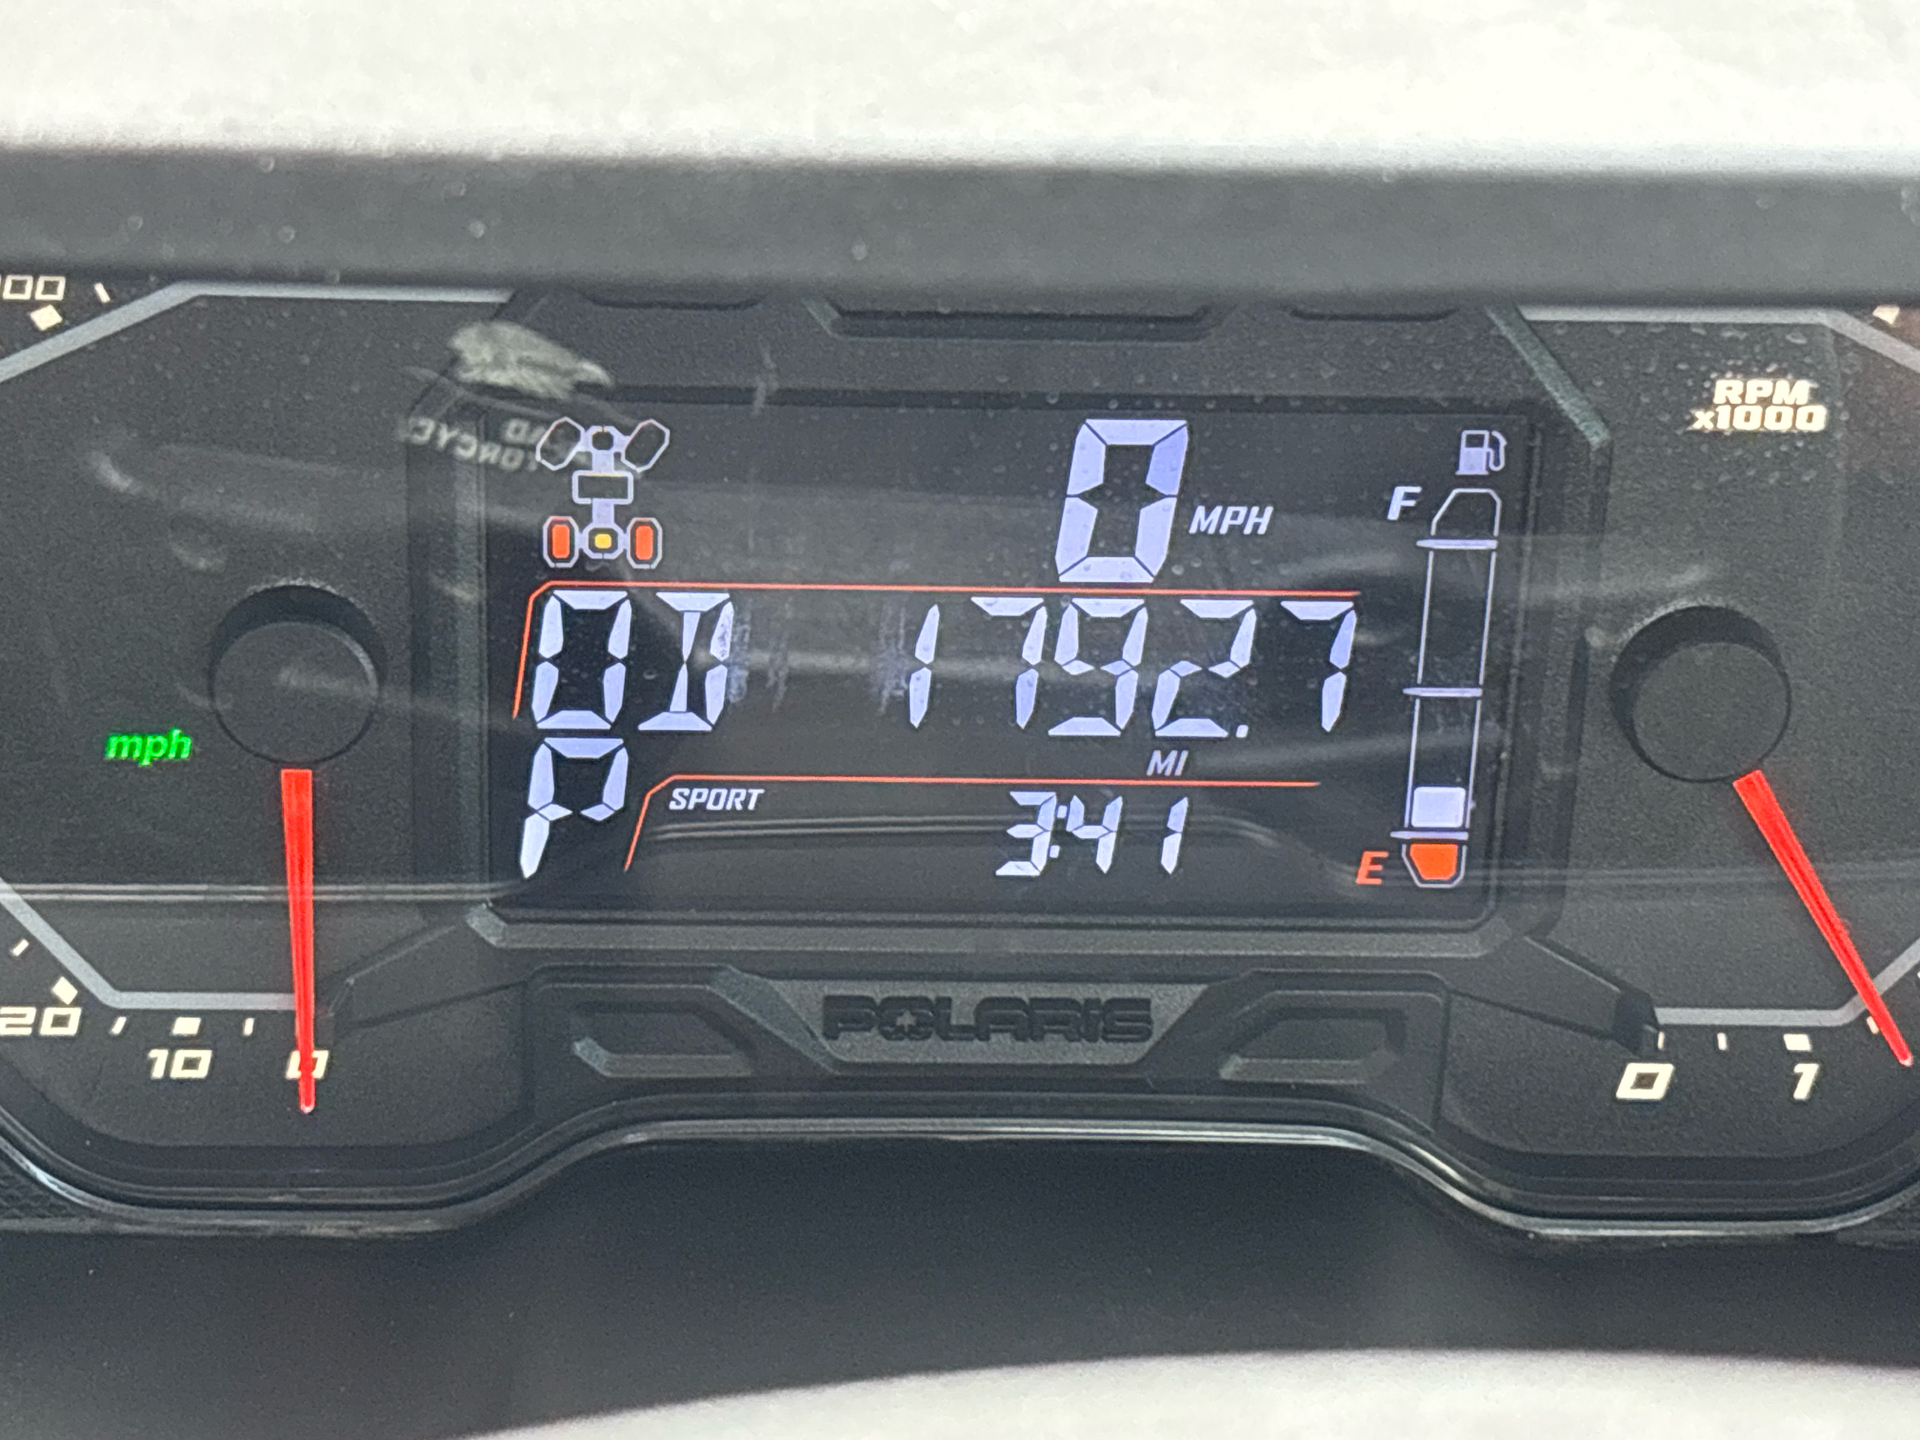 00
RPM
x1000
0 MPH
F
OD 1792.7
mph
MI
P
SPORT
3:41
E
20
10
0
POLARIS
0
1